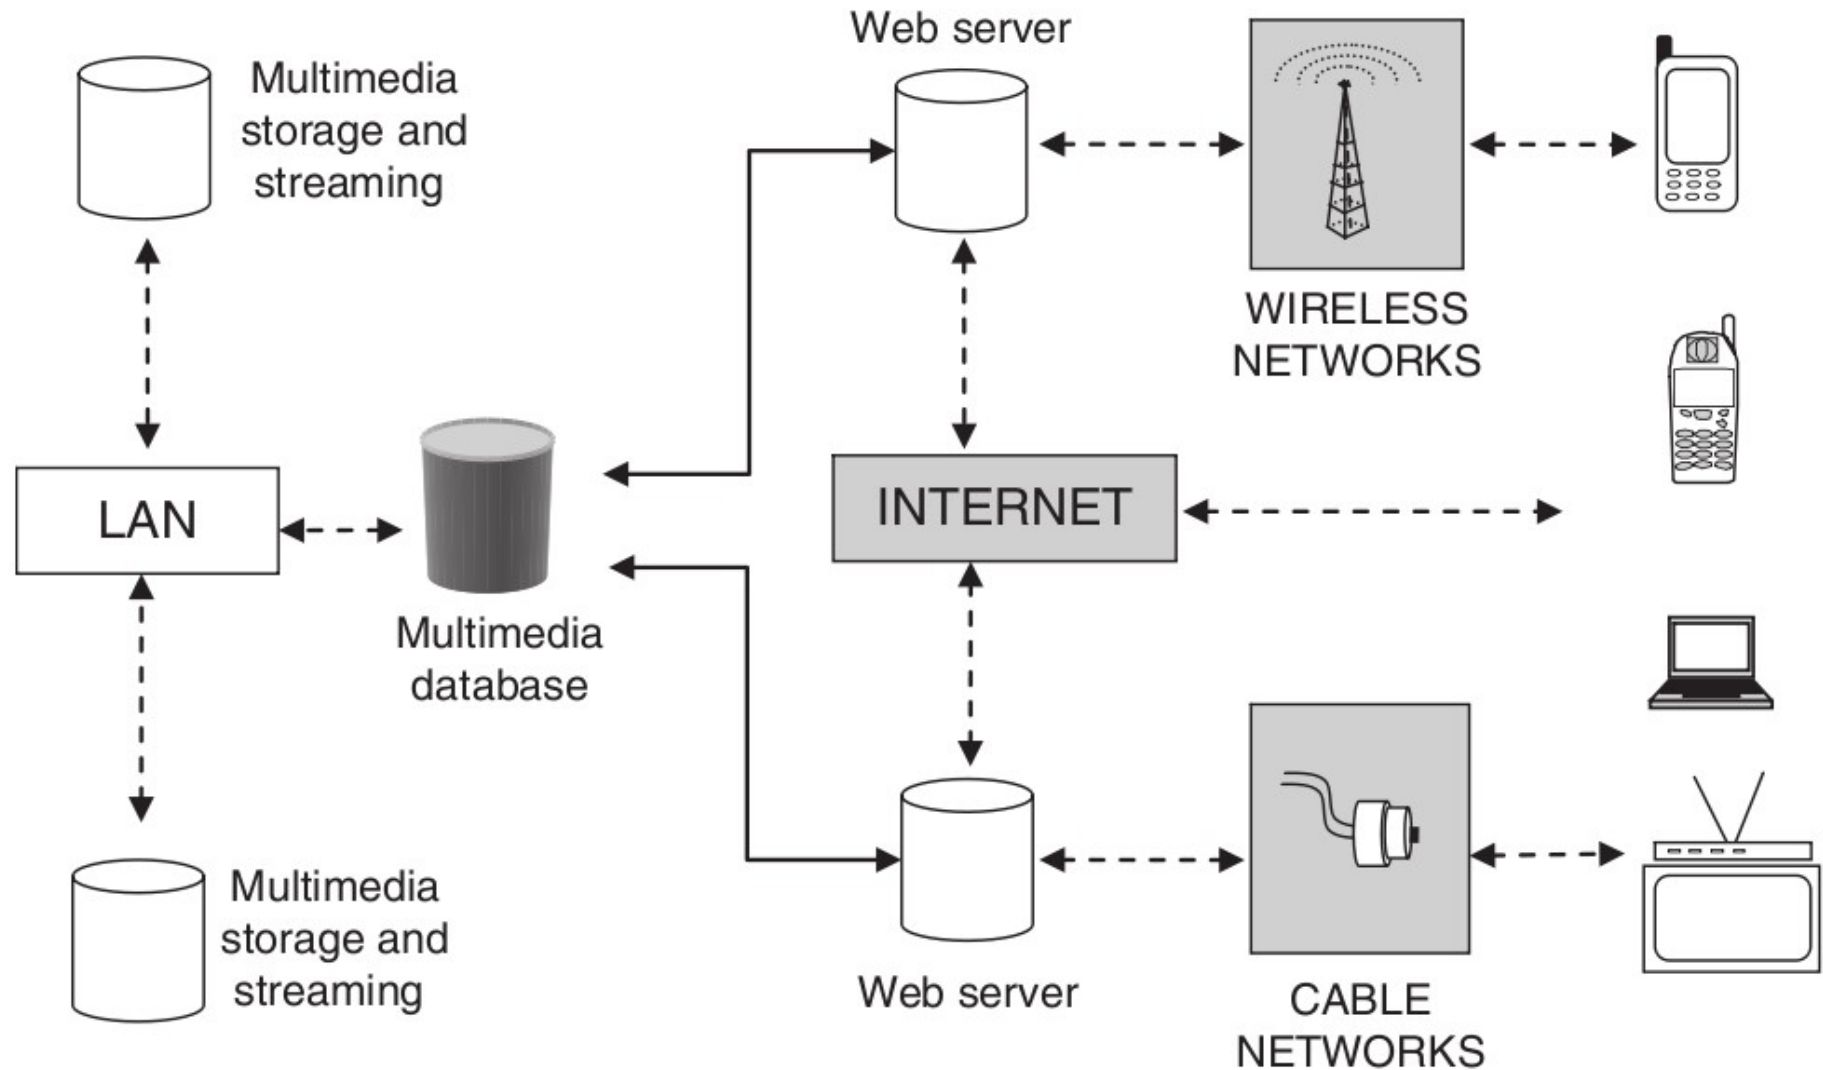 Web server
Multimedia
storage and
streaming
WIRELESS
NETWORKS
LAN
INTERNET
Multimedia
database
Multimedia
storage and
streaming
Web server
CABLE
NETWORKS